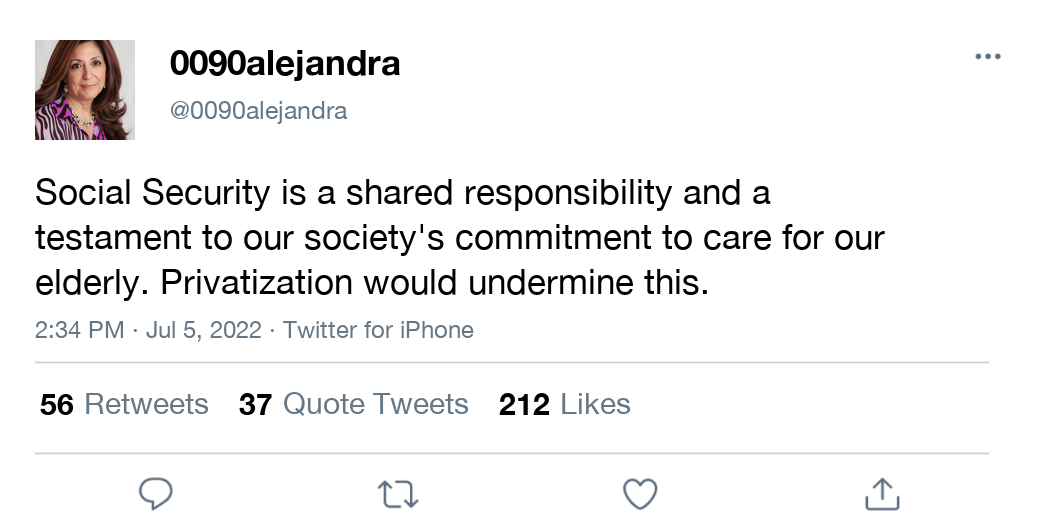 0090alejandra
@0090alejandra
Social Security is a shared responsibility and a
testament to our society's commitment to care for our
elderly. Privatization would undermine this.
2:34 PM · Jul 5, 2022 · Twitter for iPhone
56 Retweets 37 Quote Tweets 212 Likes